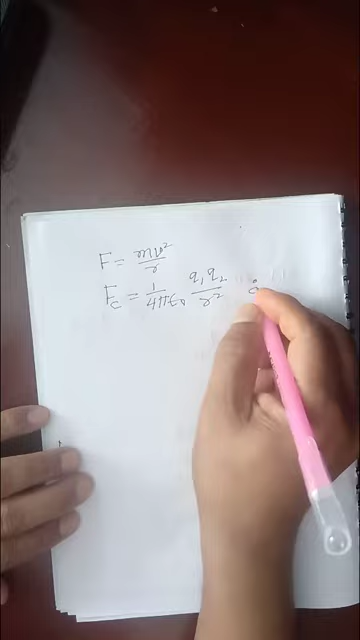 F = mv²/r
F_C = 1/4πε₀ q₁q₂/r²